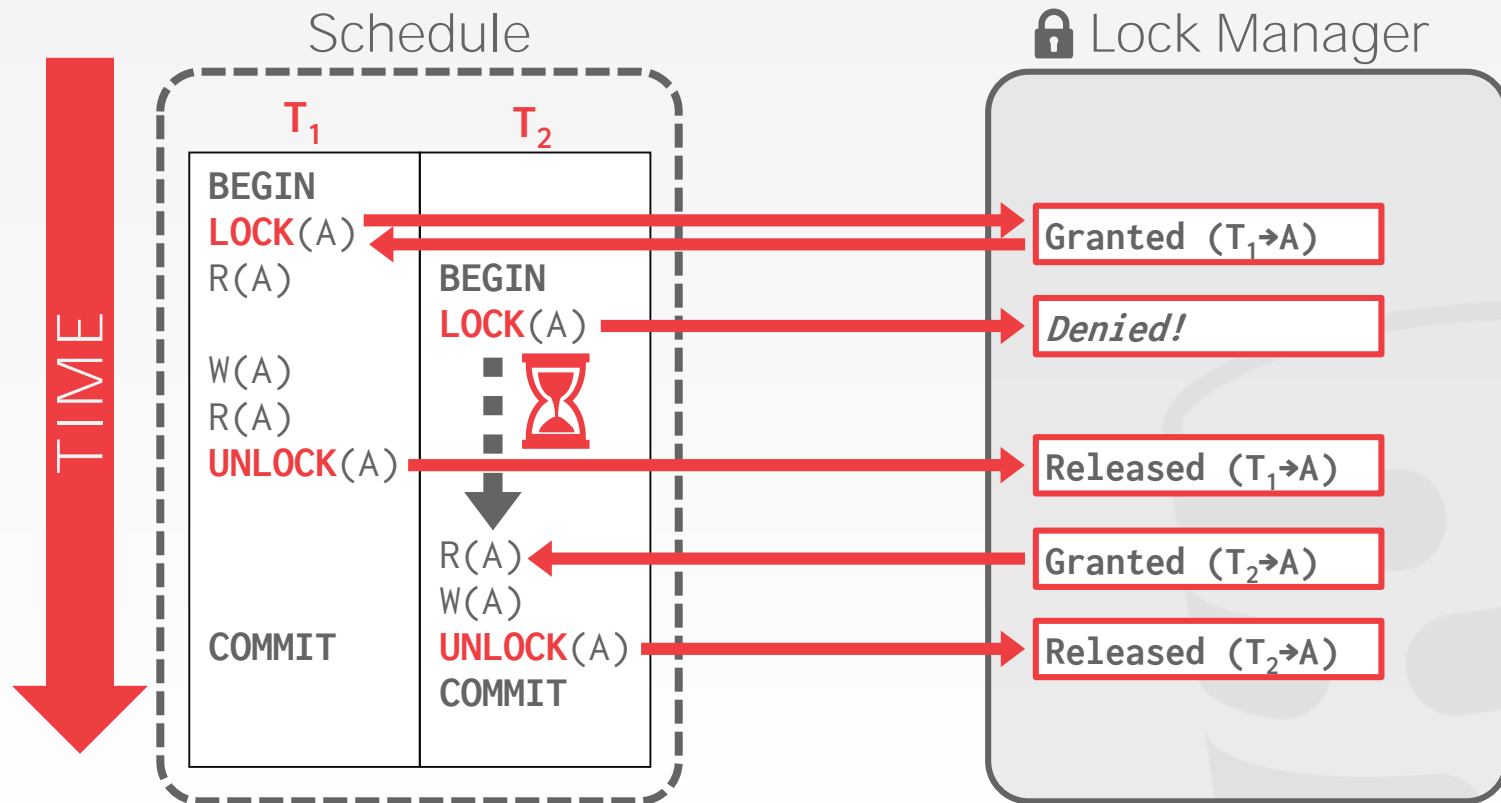 Schedule
Lock Manager
TIME
T₁ T₂
BEGIN
LOCK(A)
Granted (T₁→A)
R(A) BEGIN
LOCK(A)
Denied!
W(A)
R(A)
UNLOCK(A)
Released (T₁→A)
R(A)
Granted (T₂→A)
W(A)
COMMIT UNLOCK(A)
Released (T₂→A)
COMMIT